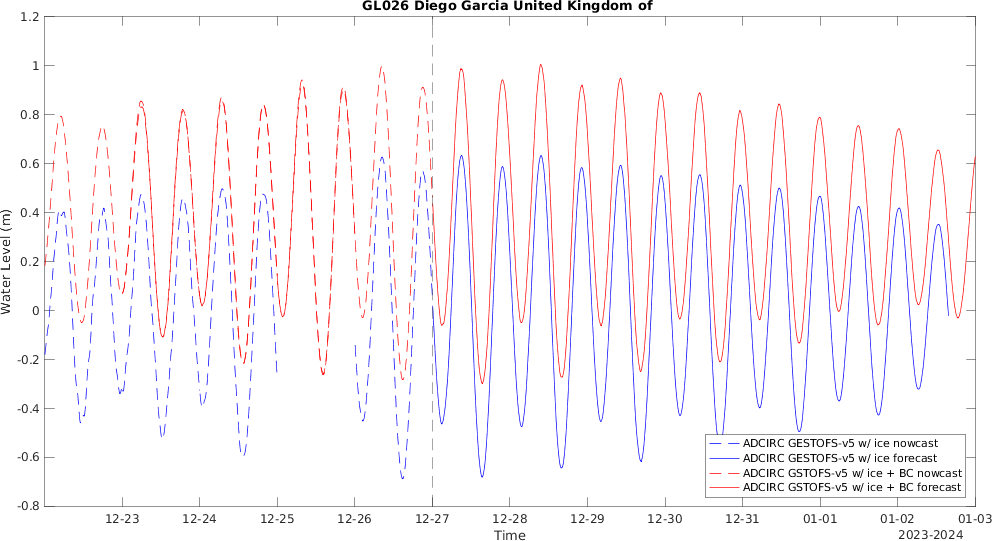 GL026 Diego Garcia United Kingdom of
Water Level (m)
1.2
1
0.8
0.6
0.4
0.2
0
-0.2
-0.4
-0.6
-0.8
ADCIRC GESTOFS-v5 w/ ice nowcast
ADCIRC GESTOFS-v5 w/ ice forecast
ADCIRC GSTOFS-v5 w/ ice + BC nowcast
ADCIRC GSTOFS-v5 w/ ice + BC forecast
12-23 12-24 12-25 12-26 12-27 12-28 12-29 12-30 12-31 01-01 01-02 01-03
Time
2023-2024